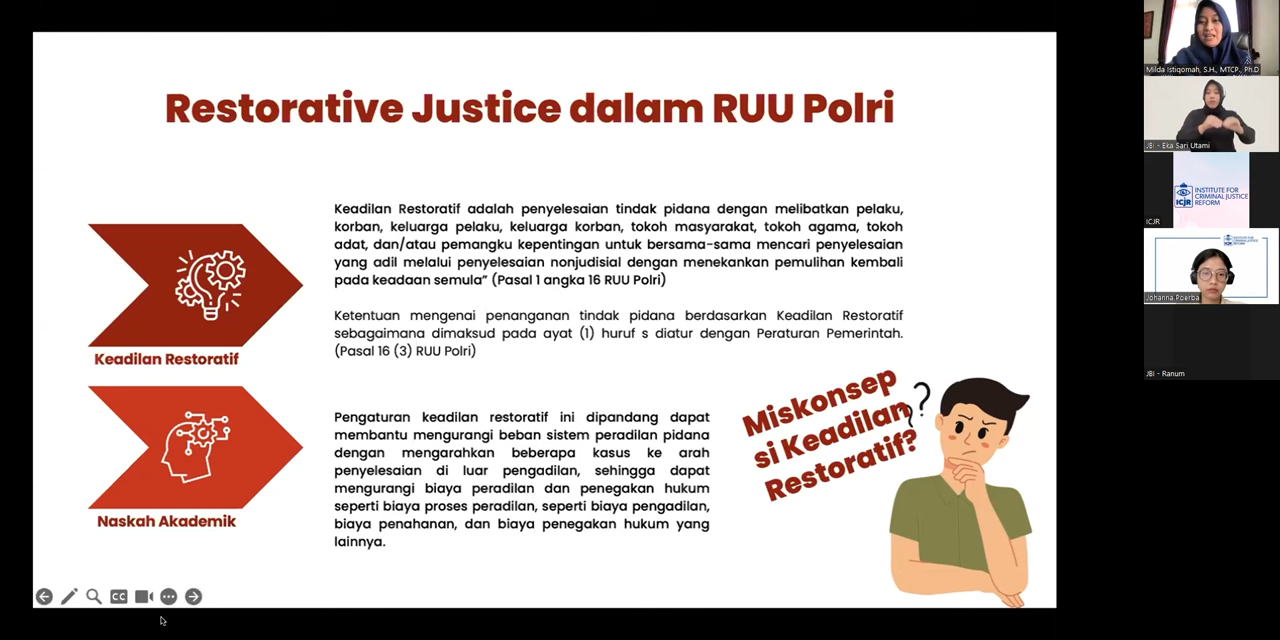 Restorative Justice dalam RUU Polri
Keadilan Restoratif adalah penyelesaian tindak pidana dengan melibatkan pelaku,
korban, keluarga pelaku, keluarga korban, tokoh masyarakat, tokoh agama, tokoh
adat, dan/atau pemangku kepentingan untuk bersama-sama mencari penyelesaian
yang adil melalui penyelesaian nonjudisial dengan menekankan pemulihan kembali
pada keadaan semula” (Pasal 1 angka 16 RUU Polri)
Ketentuan mengenai penanganan tindak pidana berdasarkan Keadilan Restoratif
sebagaimana dimaksud pada ayat (1) huruf s diatur dengan Peraturan Pemerintah.
(Pasal 16 (3) RUU Polri)
Keadilan Restoratif
Pengaturan keadilan restoratif ini dipandang dapat
membantu mengurangi beban sistem peradilan pidana
dengan mengarahkan beberapa kasus ke arah
penyelesaian di luar pengadilan, sehingga dapat
mengurangi biaya peradilan dan penegakan hukum
seperti biaya proses peradilan, seperti biaya pengadilan,
biaya penahanan, dan biaya penegakan hukum yang
lainnya.
Naskah Akademik
Miskonsep
si Keadilan
Restoratif?
??
CC
Milda Istiqomah, S.H., MTCP., Ph.D
JBI - Eka Sari Utami
ICJR
INSTITUTE FOR
CRIMINAL JUSTICE
REFORM
ICJR
Johanna Poerba
JBI - Ranum